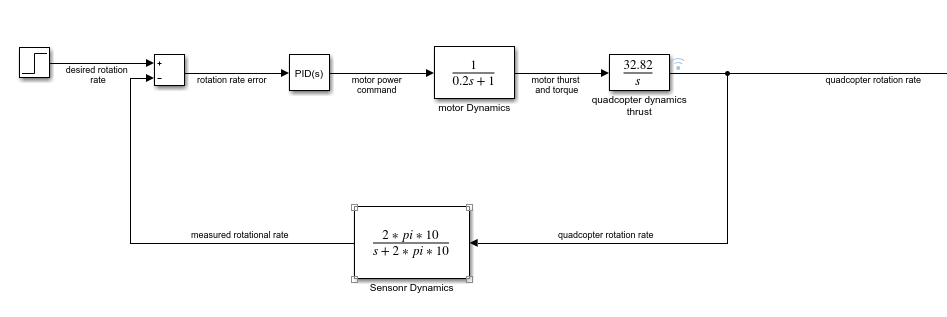 desired rotation
rate
+
−
rotation rate error
PID(s)
motor power
command
1
0.2s + 1
motor Dynamics
motor thurst
and torque
32.82
s
quadcopter dynamics
thrust
quadcopter rotation rate
measured rotational rate
2 * pi * 10
s + 2 * pi * 10
Sensonr Dynamics
quadcopter rotation rate